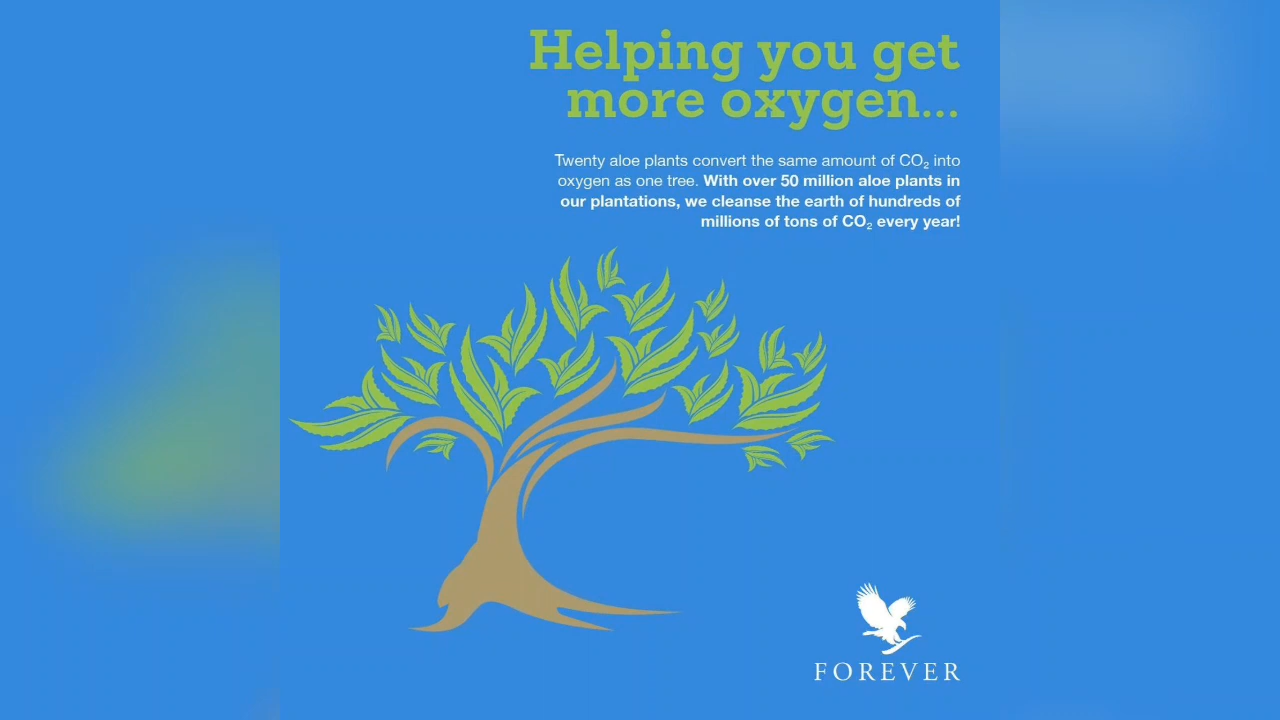 Helping you get
more oxygen...
Twenty aloe plants convert the same amount of CO₂ into
oxygen as one tree. With over 50 million aloe plants in
our plantations, we cleanse the earth of hundreds of
millions of tons of CO₂ every year!
FOREVER